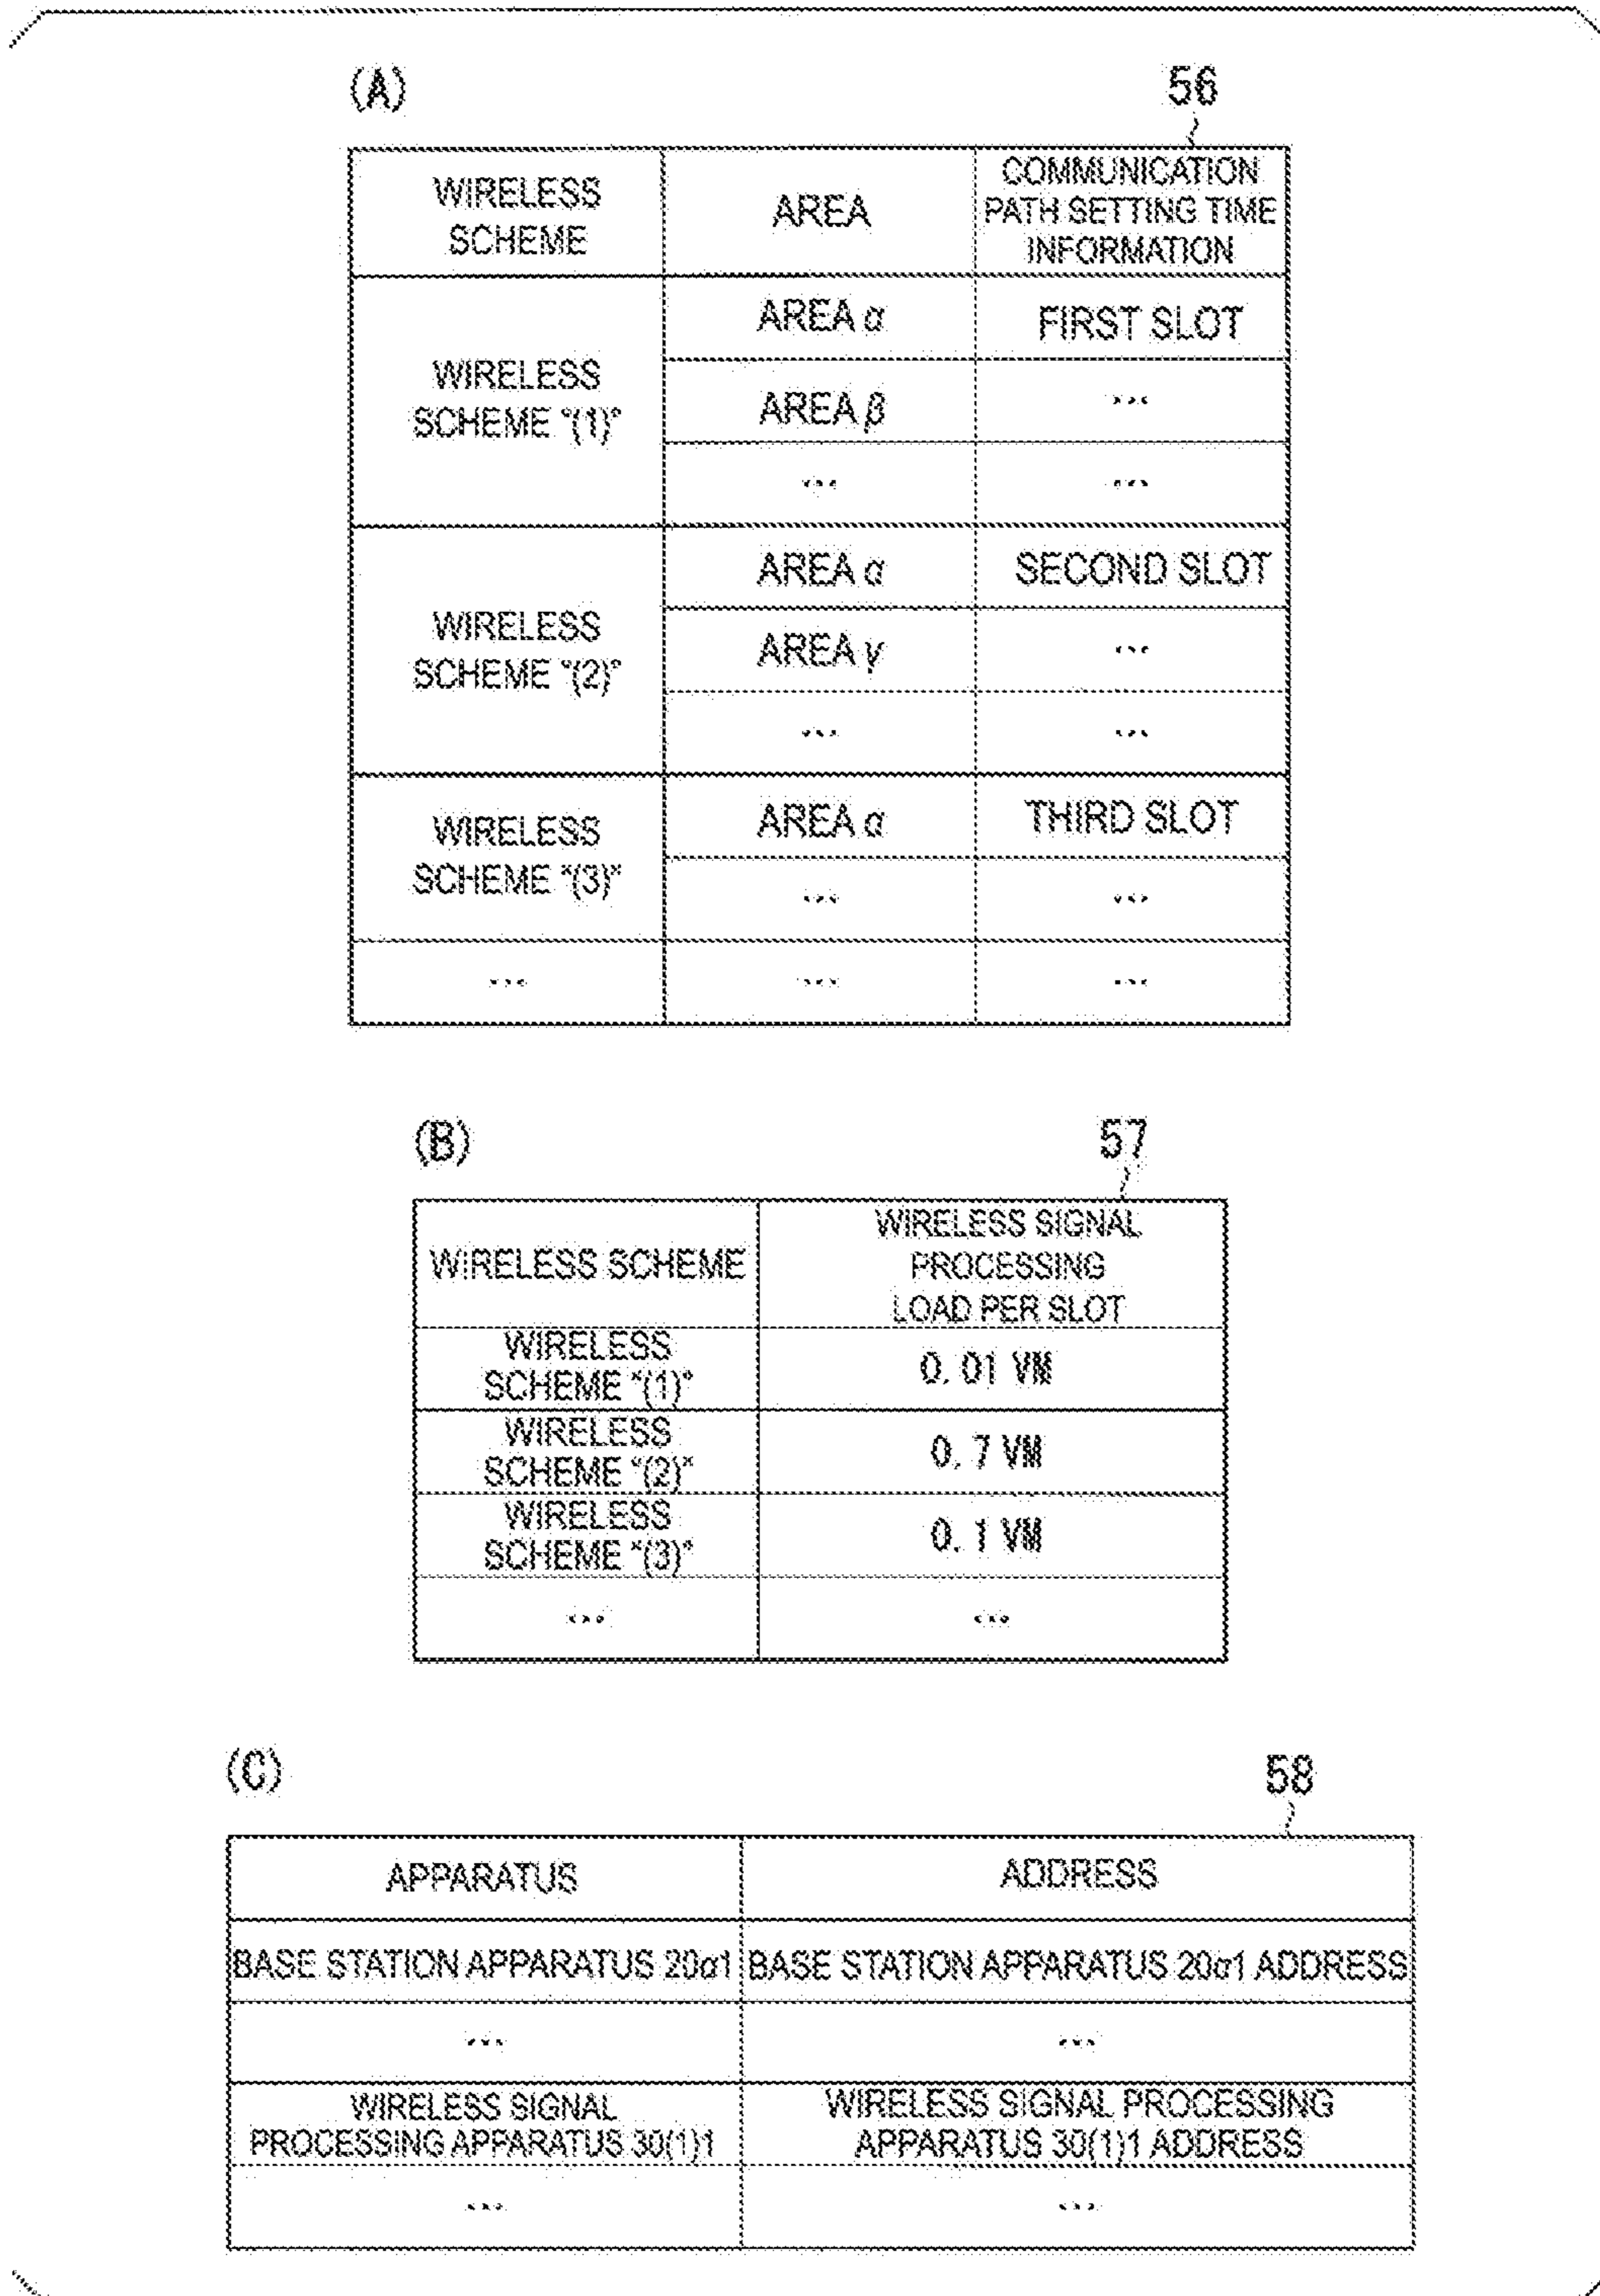 (A)
56
WIRELESS
SCHEME
AREA
COMMUNICATION
PATH SETTING TIME
INFORMATION
WIRELESS
SCHEME "(1)"
AREA α
FIRST SLOT
AREA β
...
...
...
WIRELESS
SCHEME "(2)"
AREA α
SECOND SLOT
AREA γ
...
...
...
WIRELESS
SCHEME "(3)"
AREA α
THIRD SLOT
...
...
...
...
...
(B)
57
WIRELESS SCHEME
WIRELESS SIGNAL
PROCESSING
LOAD PER SLOT
WIRELESS
SCHEME "(1)"
0.01 VM
WIRELESS
SCHEME "(2)"
0.7 VM
WIRELESS
SCHEME "(3)"
0.1 VM
...
...
(C)
58
APPARATUS
ADDRESS
BASE STATION APPARATUS 20α1
BASE STATION APPARATUS 20α1 ADDRESS
...
...
WIRELESS SIGNAL
PROCESSING APPARATUS 30(1)1
WIRELESS SIGNAL PROCESSING
APPARATUS 30(1)1 ADDRESS
...
...